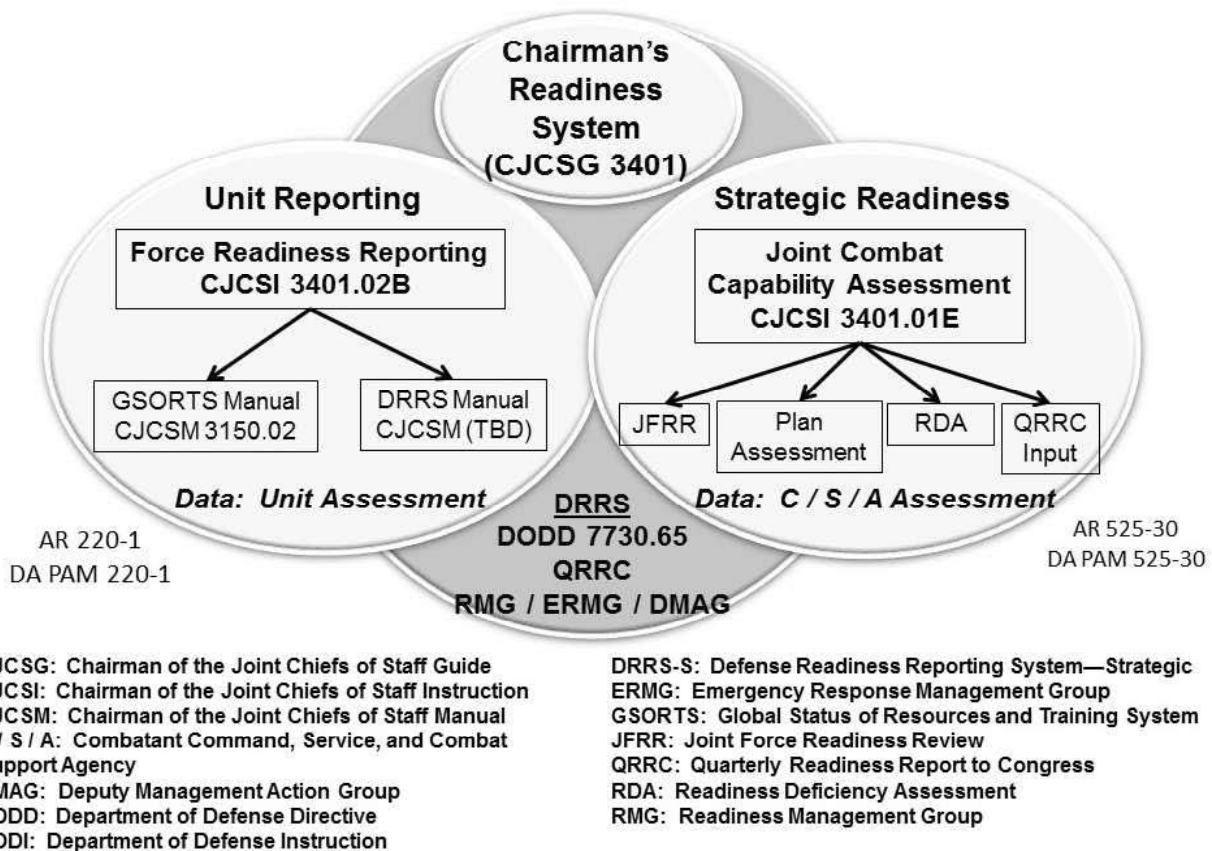 Chairman's
Readiness
System
(CJCSG 3401)
Unit Reporting
Force Readiness Reporting
CJCSI 3401.02B
GSORTS Manual
CJCSM 3150.02
DRRS Manual
CJCSM (TBD)
Data: Unit Assessment
Strategic Readiness
Joint Combat
Capability Assessment
CJCSI 3401.01E
JFRR
Plan
Assessment
RDA
QRRC
Input
Data: C / S / A Assessment
DRRS
DODD 7730.65
QRRC
RMG / ERMG / DMAG
AR 220-1
DA PAM 220-1
AR 525-30
DA PAM 525-30
JCSG: Chairman of the Joint Chiefs of Staff Guide
JCSI: Chairman of the Joint Chiefs of Staff Instruction
JCSM: Chairman of the Joint Chiefs of Staff Manual
/ S / A: Combatant Command, Service, and Combat
upport Agency
MAG: Deputy Management Action Group
ODD: Department of Defense Directive
ODI: Department of Defense Instruction
DRRS-S: Defense Readiness Reporting System—Strategic
ERMG: Emergency Response Management Group
GSORTS: Global Status of Resources and Training System
JFRR: Joint Force Readiness Review
QRRC: Quarterly Readiness Report to Congress
RDA: Readiness Deficiency Assessment
RMG: Readiness Management Group